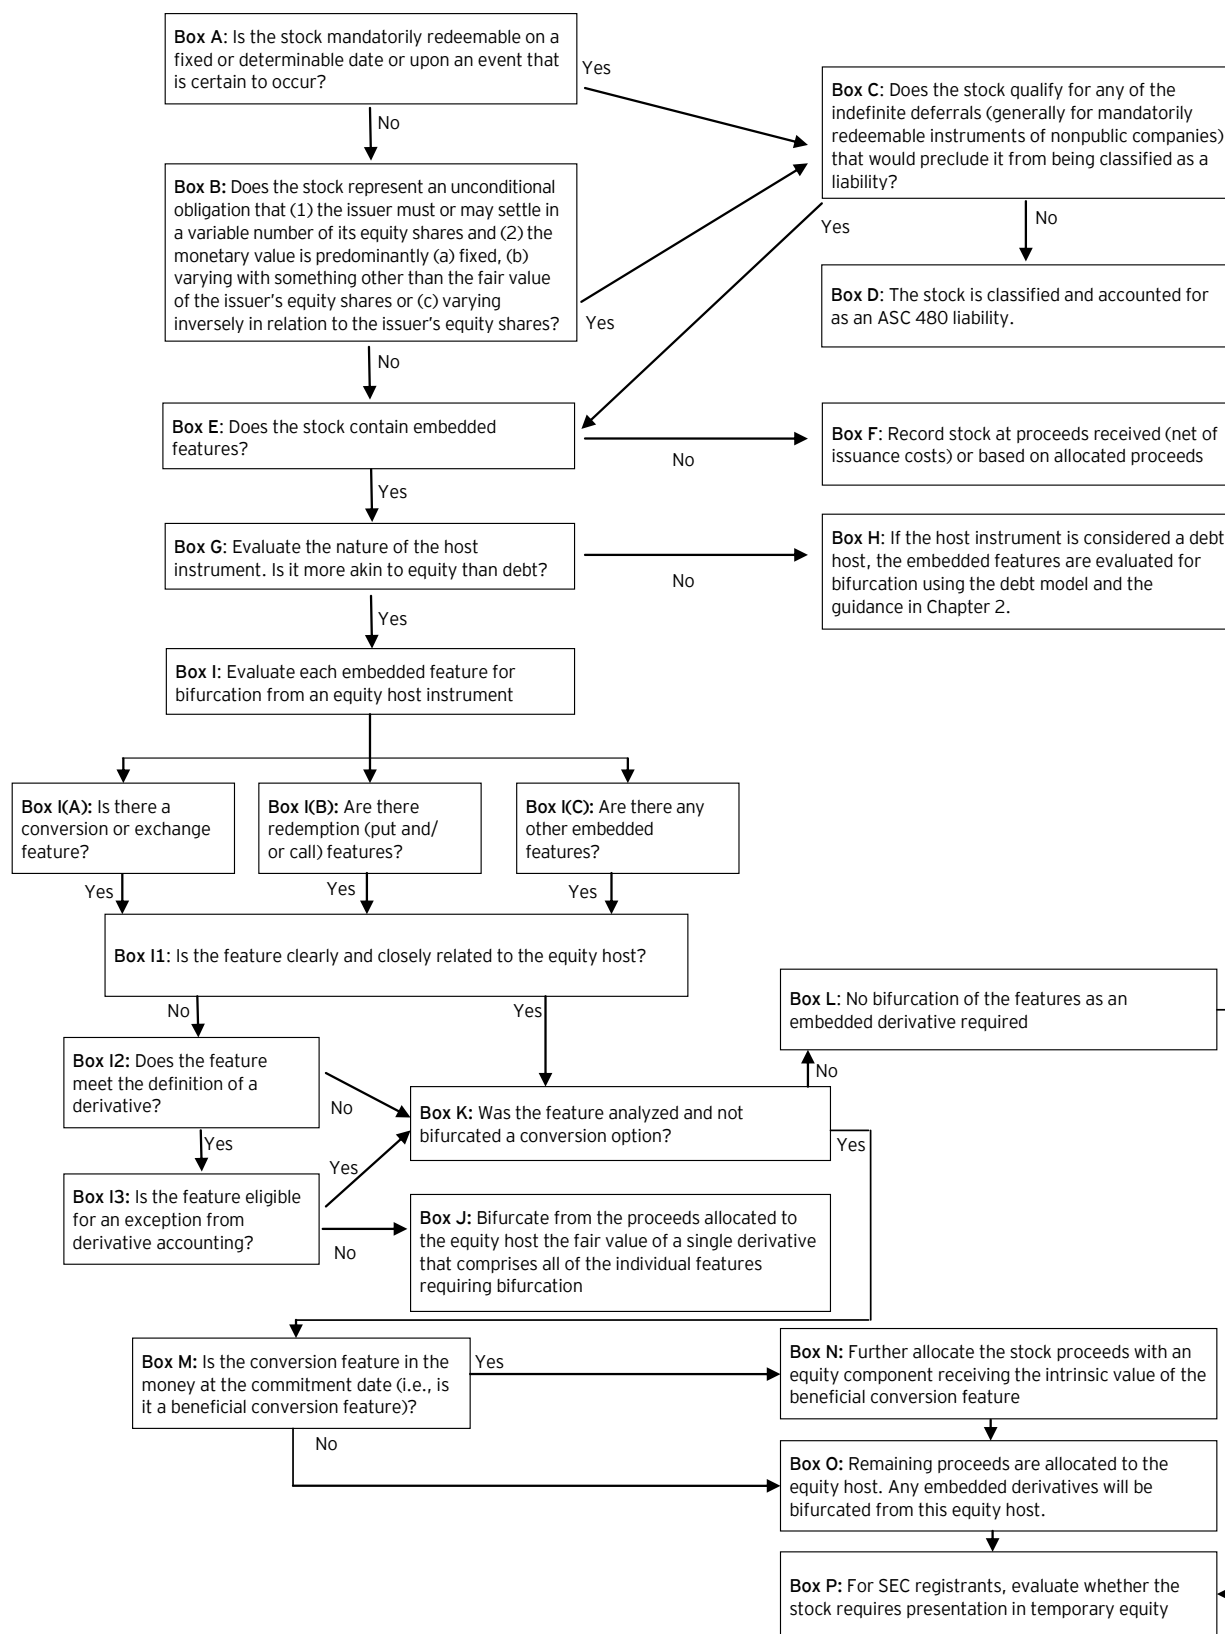 Box A: Is the stock mandatorily redeemable on a
fixed or determinable date or upon an event that
is certain to occur?
Yes
No
Box C: Does the stock qualify for any of the
indefinite deferrals (generally for mandatorily
redeemable instruments of nonpublic companies)
that would preclude it from being classified as a
liability?
Box B: Does the stock represent an unconditional
obligation that (1) the issuer must or may settle in
a variable number of its equity shares and (2) the
monetary value is predominantly (a) fixed, (b)
varying with something other than the fair value
of the issuer's equity shares or (c) varying
inversely in relation to the issuer's equity shares?
Yes
No
Yes
No
Box D: The stock is classified and accounted for
as an ASC 480 liability.
Box E: Does the stock contain embedded
features?
No
Yes
Box F: Record stock at proceeds received (net of
issuance costs) or based on allocated proceeds
Box G: Evaluate the nature of the host
instrument. Is it more akin to equity than debt?
No
Yes
Box H: If the host instrument is considered a debt
host, the embedded features are evaluated for
bifurcation using the debt model and the
guidance in Chapter 2.
Box I: Evaluate each embedded feature for
bifurcation from an equity host instrument
Box I(A): Is there a
conversion or exchange
feature?
Yes
Box I(B): Are there
redemption (put and/
or call) features?
Yes
Box I(C): Are there any
other embedded
features?
Yes
Box I1: Is the feature clearly and closely related to the equity host?
No
Yes
Box L: No bifurcation of the features as an
embedded derivative required
Box I2: Does the feature
meet the definition of a
derivative?
No
Yes
Box K: Was the feature analyzed and not
bifurcated a conversion option?
No
Yes
Box I3: Is the feature eligible
for an exception from
derivative accounting?
Yes
No
Box J: Bifurcate from the proceeds allocated to
the equity host the fair value of a single derivative
that comprises all of the individual features
requiring bifurcation
Box M: Is the conversion feature in the
money at the commitment date (i.e., is
it a beneficial conversion feature)?
Yes
No
Box N: Further allocate the stock proceeds with an
equity component receiving the intrinsic value of the
beneficial conversion feature
Box O: Remaining proceeds are allocated to the
equity host. Any embedded derivatives will be
bifurcated from this equity host.
Box P: For SEC registrants, evaluate whether the
stock requires presentation in temporary equity